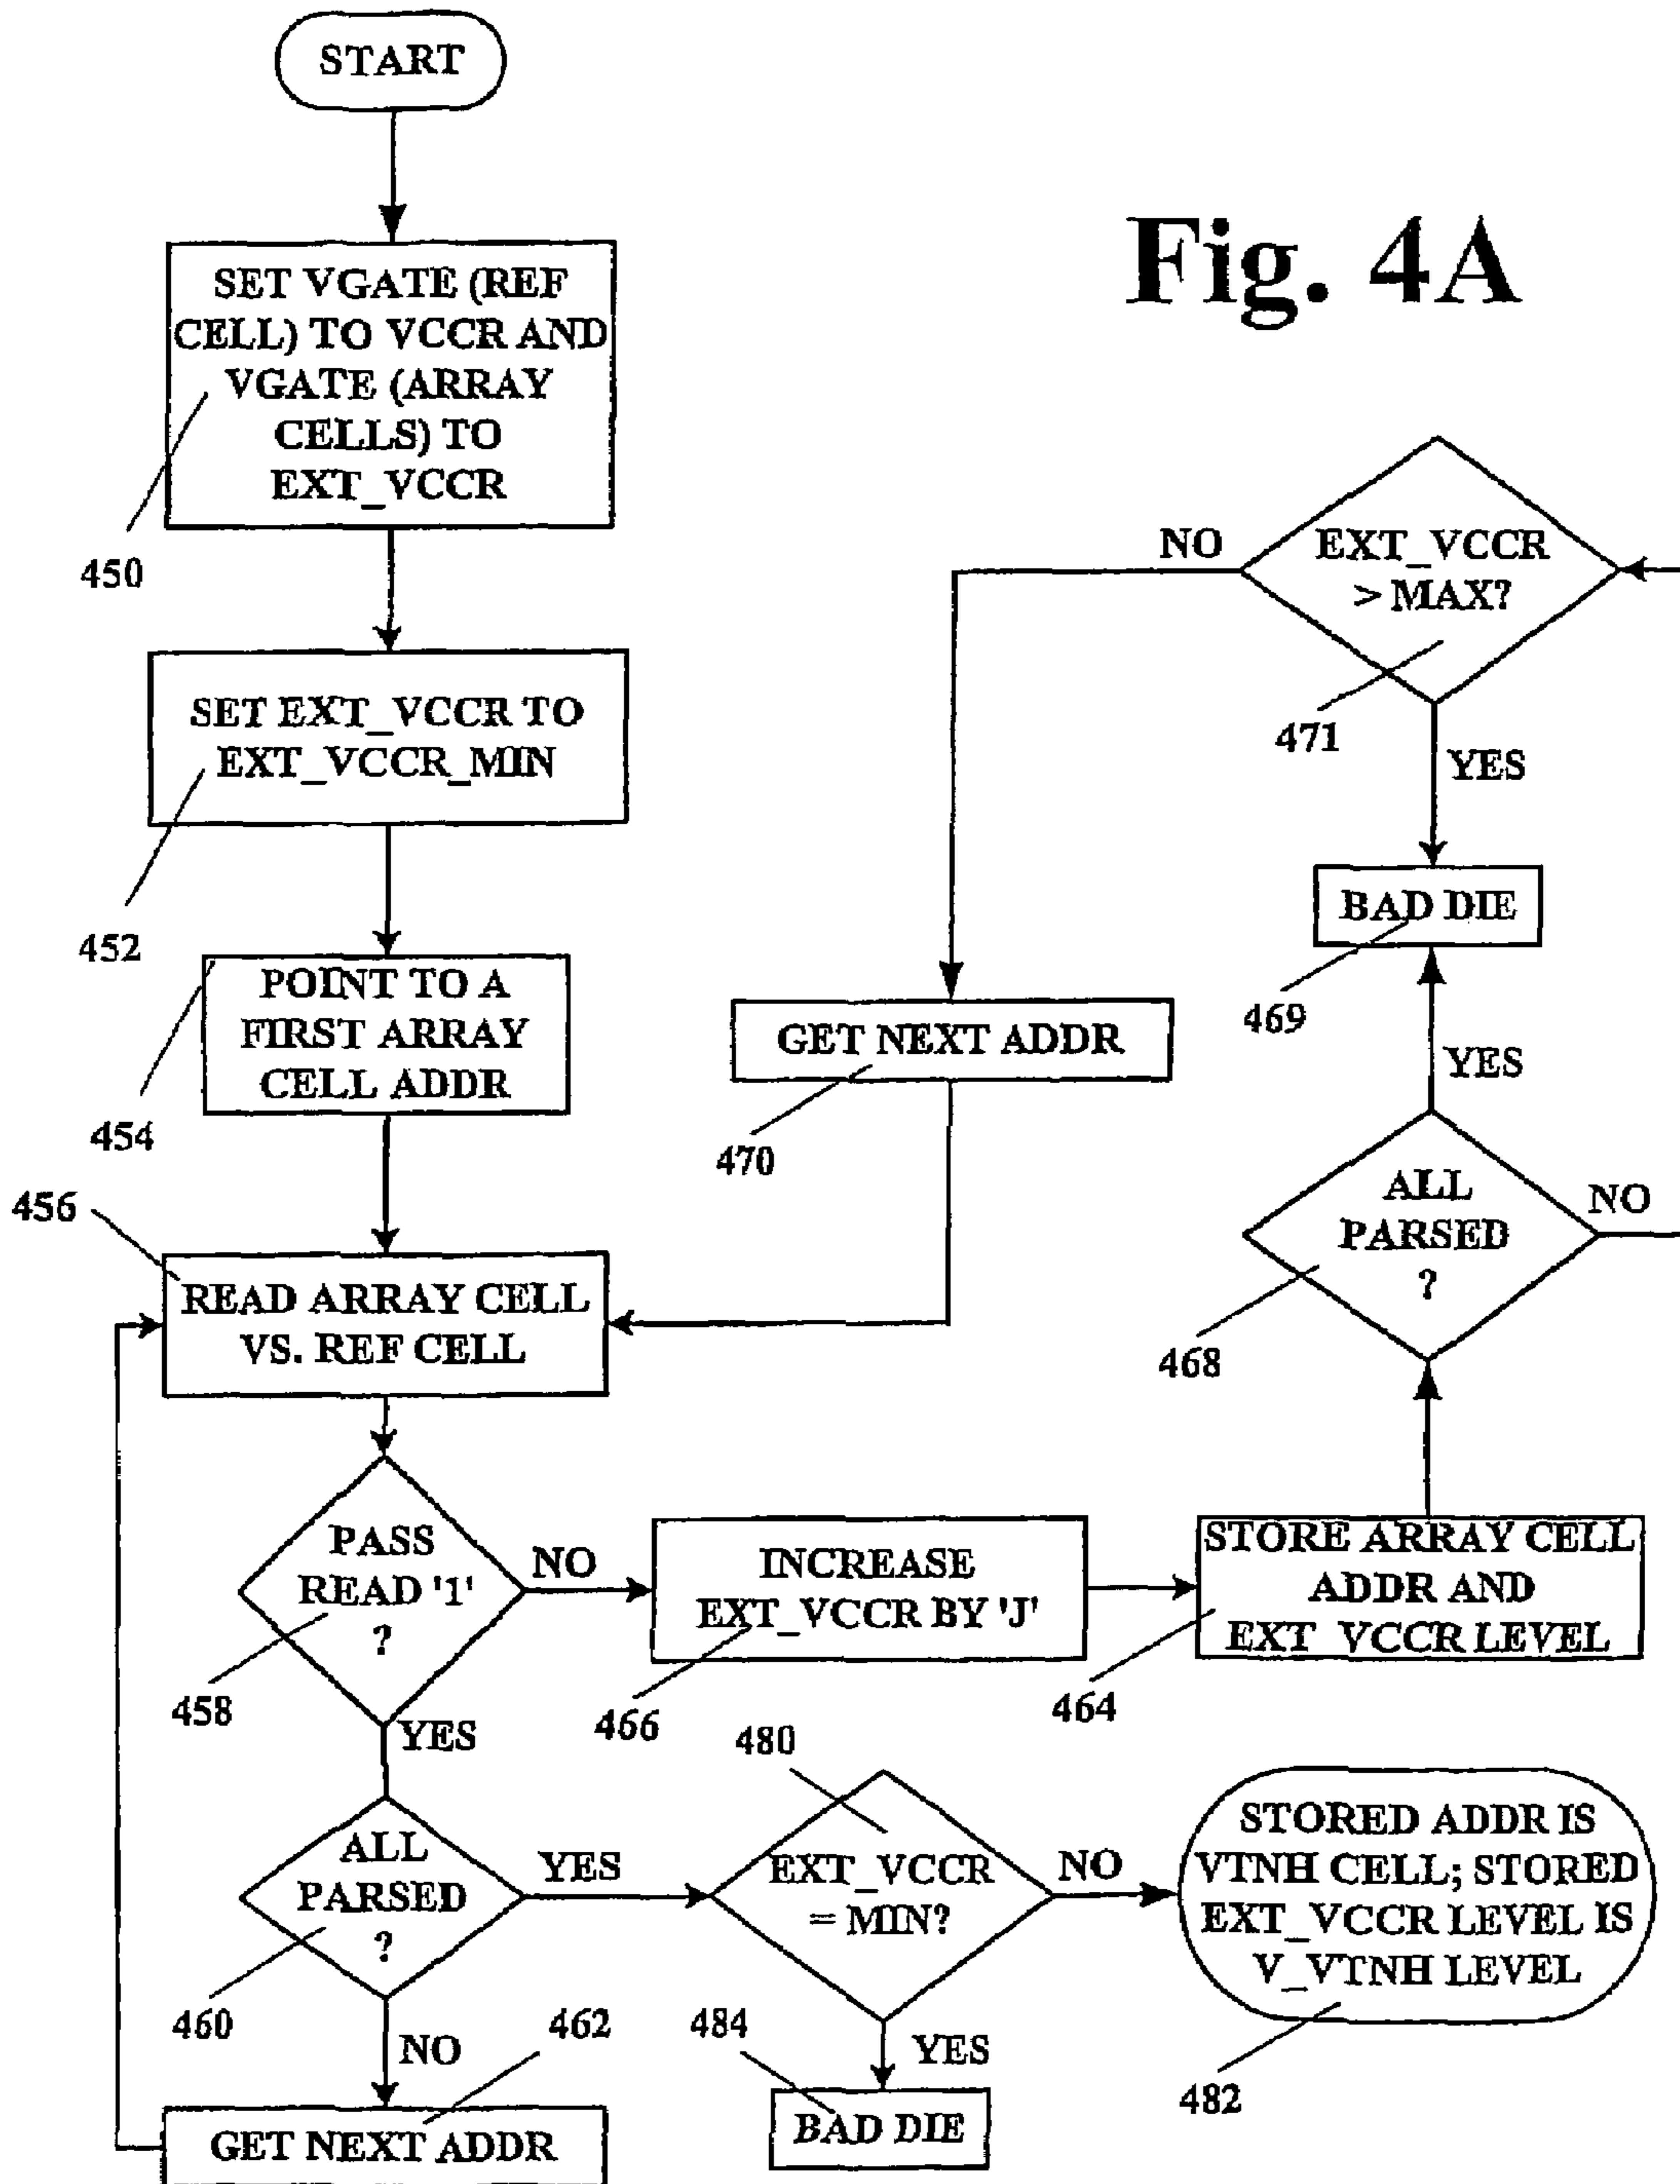 START
Fig. 4A
SET VGATE (REF
CELL) TO VCCR AND
VGATE (ARRAY
CELLS) TO
EXT_VCCR
450
SET EXT_VCCR TO
EXT_VCCR_MIN
452
POINT TO A
FIRST ARRAY
CELL ADDR
454
456
READ ARRAY CELL
VS. REF CELL
PASS
READ '1'
?
458
NO
YES
INCREASE
EXT_VCCR BY 'J'
466
STORE ARRAY CELL
ADDR AND
EXT_VCCR LEVEL
464
ALL
PARSED
?
468
NO
YES
BAD DIE
469
EXT_VCCR
> MAX?
471
YES
NO
GET NEXT ADDR
470
ALL
PARSED
?
460
YES
NO
462
GET NEXT ADDR
480
EXT_VCCR
= MIN?
NO
YES
484
BAD DIE
STORED ADDR IS
VTNH CELL; STORED
EXT_VCCR LEVEL IS
V_VTNH LEVEL
482